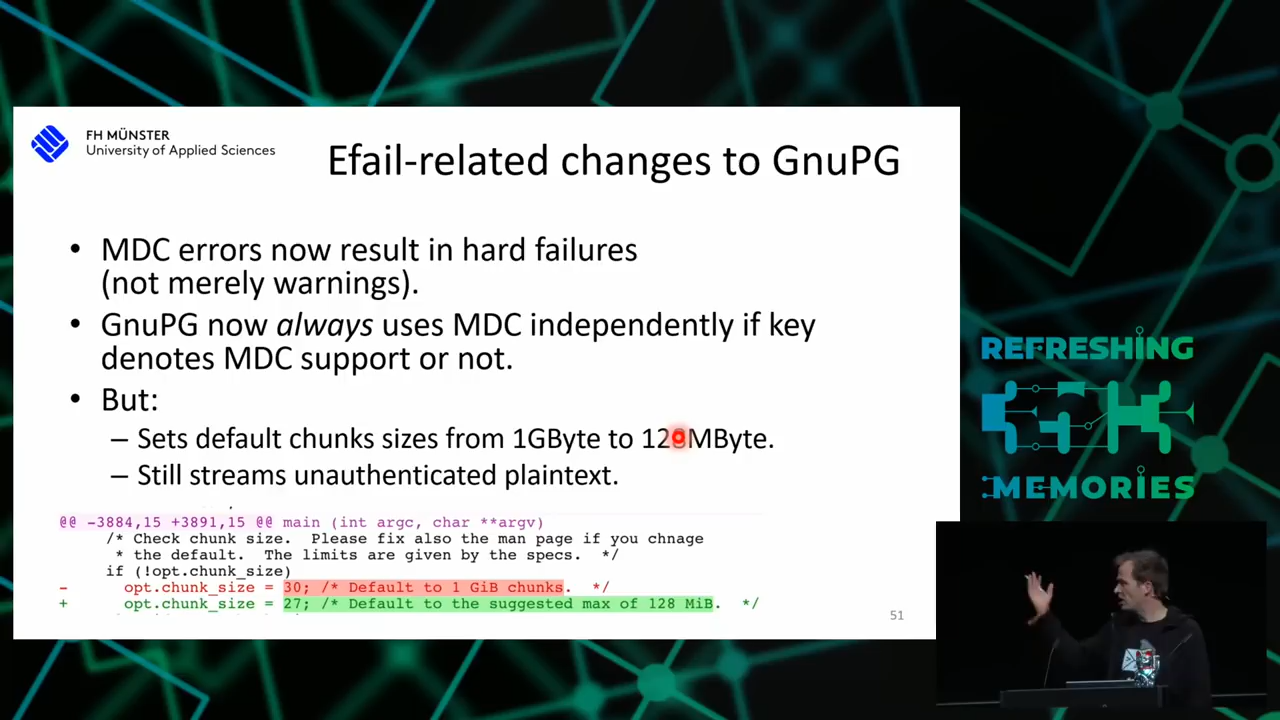 FH MÜNSTER
University of Applied Sciences
Efail-related changes to GnuPG
• MDC errors now result in hard failures
(not merely warnings).
• GnuPG now always uses MDC independently if key
denotes MDC support or not.
• But:
– Sets default chunks sizes from 1GByte to 128MByte.
– Still streams unauthenticated plaintext.
@@ -3884,15 +3891,15 @@ main (int argc, char **argv)
/* Check chunk size.  Please fix also the man page if you chnage
* the default.  The limits are given by the specs.  */
if (!opt.chunk_size)
-     opt.chunk_size = 30; /* Default to 1 GiB chunks.  */
+     opt.chunk_size = 27; /* Default to the suggested max of 128 MiB.  */
51
REFRESHING
MEMORIES